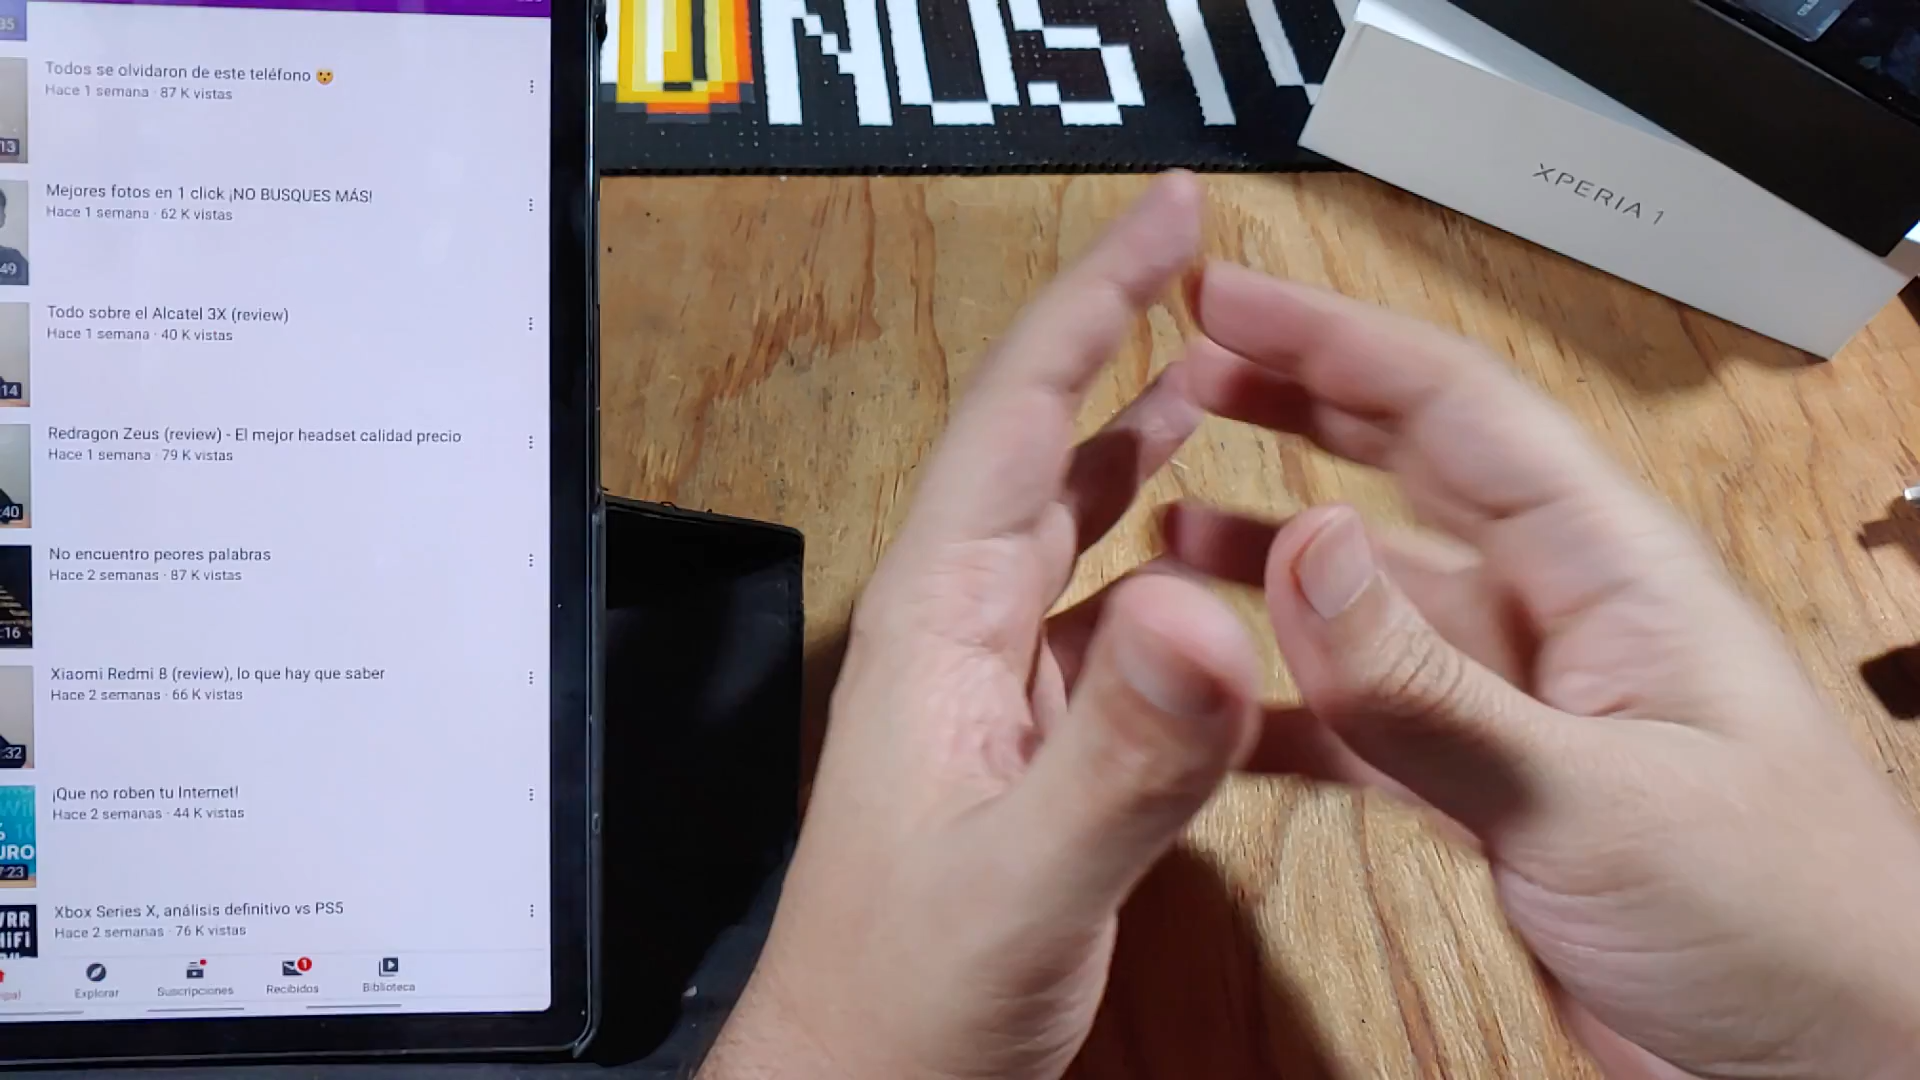 35
Todos se olvidaron de este teléfono 😍
Hace 1 semana · 87 K vistas
13
Mejores fotos en 1 click ¡NO BUSQUES MÁS!
Hace 1 semana · 62 K vistas
49
Todo sobre el Alcatel 3X (review)
Hace 1 semana · 40 K vistas
14
Redragon Zeus (review) - El mejor headset calidad precio
Hace 1 semana · 79 K vistas
:40
No encuentro peores palabras
Hace 2 semanas · 87 K vistas
:16
Xiaomi Redmi 8 (review), lo que hay que saber
Hace 2 semanas · 66 K vistas
:32
¡Que no roben tu Internet!
Hace 2 semanas · 44 K vistas
URO
7:23
Xbox Series X, análisis definitivo vs PS5
Hace 2 semanas · 76 K vistas
Explorar
Suscripciones
Recibidos
1
Biblioteca
XPERIA 1